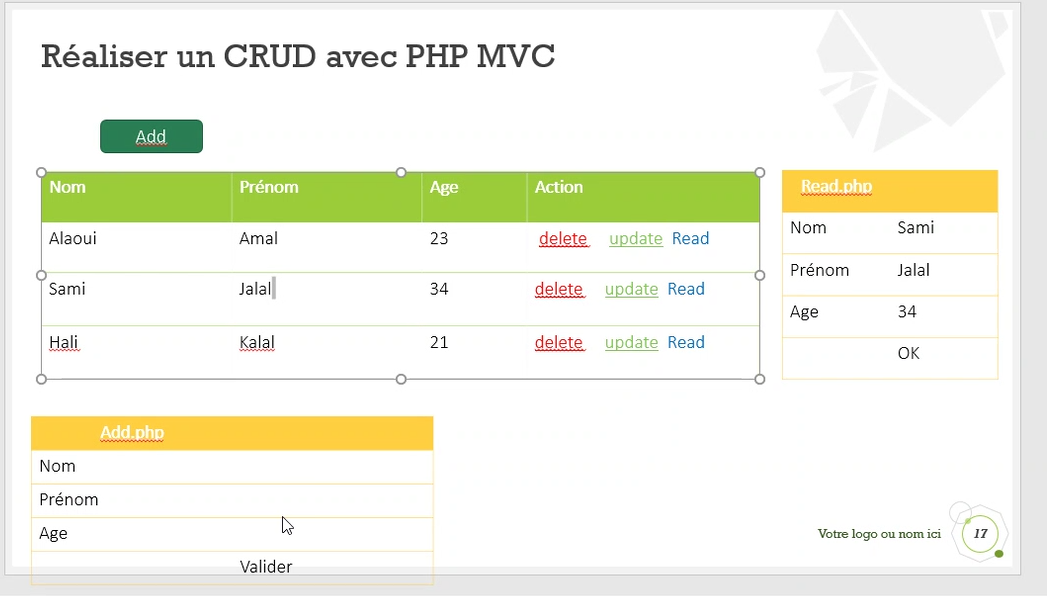 Réaliser un CRUD avec PHP MVC
Add
Nom Prénom Age Action
Alaoui Amal 23 delete update Read
Sami Jalal 34 delete update Read
Hali Kalal 21 delete update Read
Read.php
Nom Sami
Prénom Jalal
Age 34
OK
Add.php
Nom
Prénom
Age
Valider
Votre logo ou nom ici 17